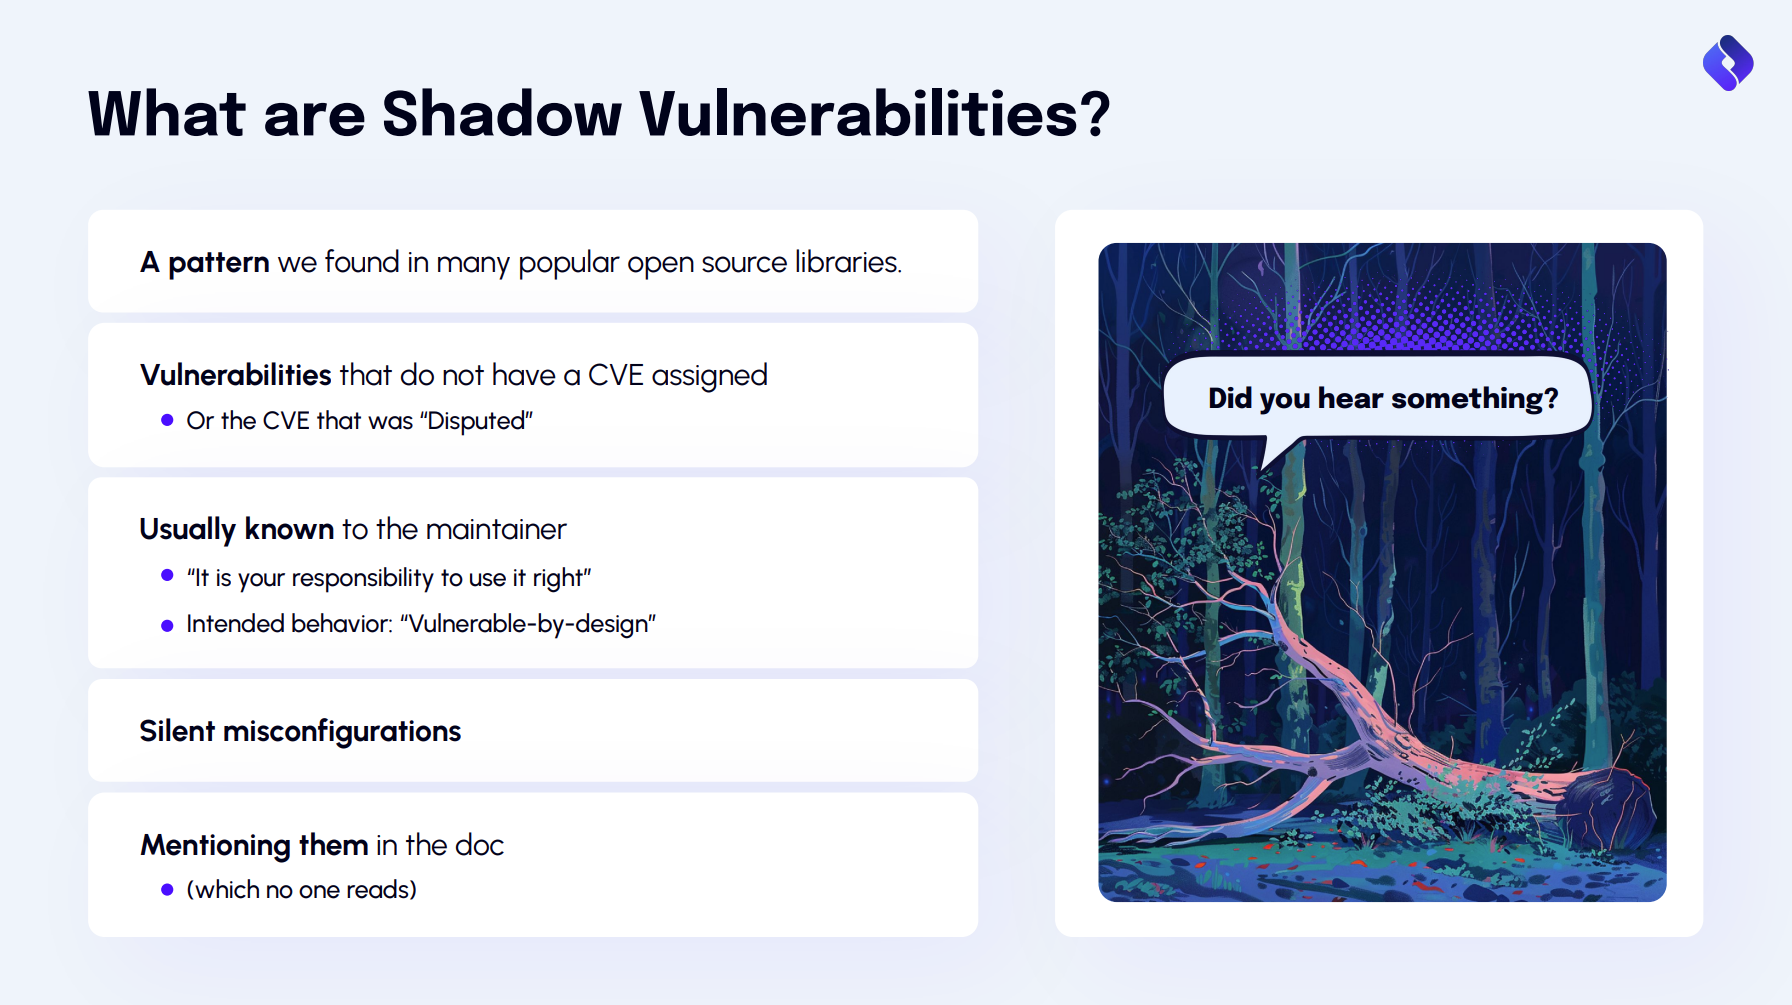 What are Shadow Vulnerabilities?
A pattern we found in many popular open source libraries.
Vulnerabilities that do not have a CVE assigned
Or the CVE that was “Disputed”
Usually known to the maintainer
“It is your responsibility to use it right”
Intended behavior: “Vulnerable-by-design”
Silent misconfigurations
Mentioning them in the doc
(which no one reads)
Did you hear something?